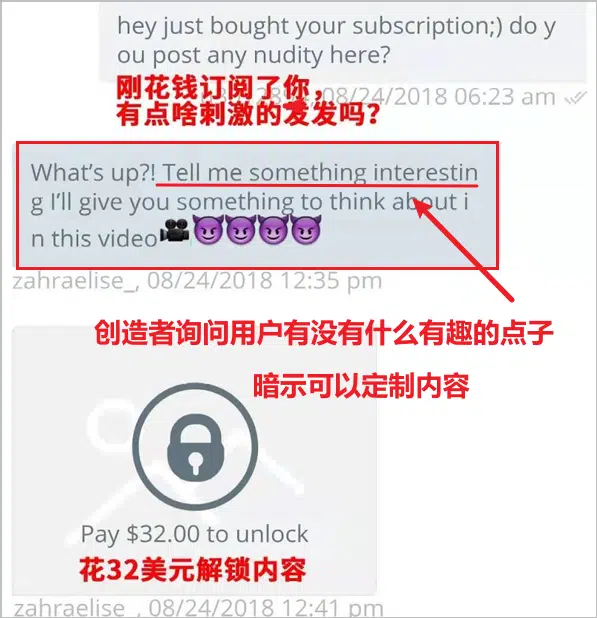 hey just bought your subscription;) do y
ou post any nudity here?
刚花钱订阅了你，
有点啥刺激的发发吗？
08/24/2018 06:23 am
What's up?! Tell me something interestin
g I'll give you something to think about i
n this video🎥😈😈😈😈
zahraelise_, 08/24/2018 12:35 pm
创造者询问用户有没有什么有趣的点子
暗示可以定制内容
Pay $32.00 to unlock
花32美元解锁内容
zahraelise_, 08/24/2018 12:41 pm